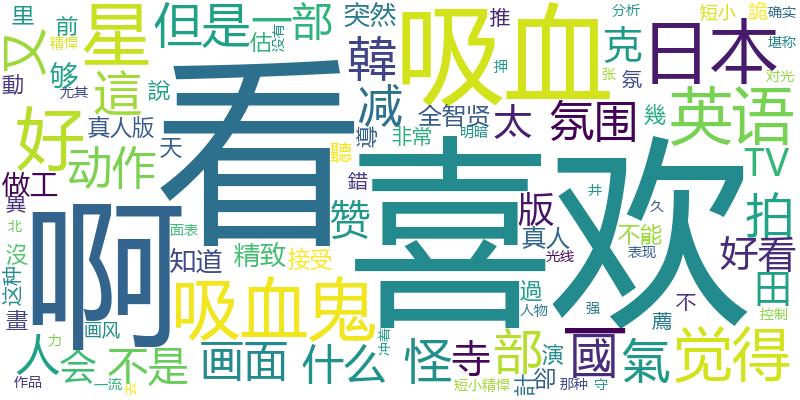 里 前 又 星 但是 一部 突然 推 短小 詭 分析 确实
精悍 估 没有 吸血 克 日本 堪称
動 尤其 够 這 說 韓 押 张 氛 对光
好 真人版 减 全智贤 太 氛围 幾 英语
动作 天 看 導 聽 非常 明暗 TV
做工 啊 赞 錯 喜欢 版 井 拍
異 北 面表 真人 久 不能 好看
沒 知道 精致 接受 光线 表现 不
这种 吸血鬼 過 人物 强 薦 田
畫 画风 力 冲着 國 控制
人 会 不是 画面 什么 怪 寺 部 演 氣 觉得
作品 一流 短小精悍 卻 那种 守